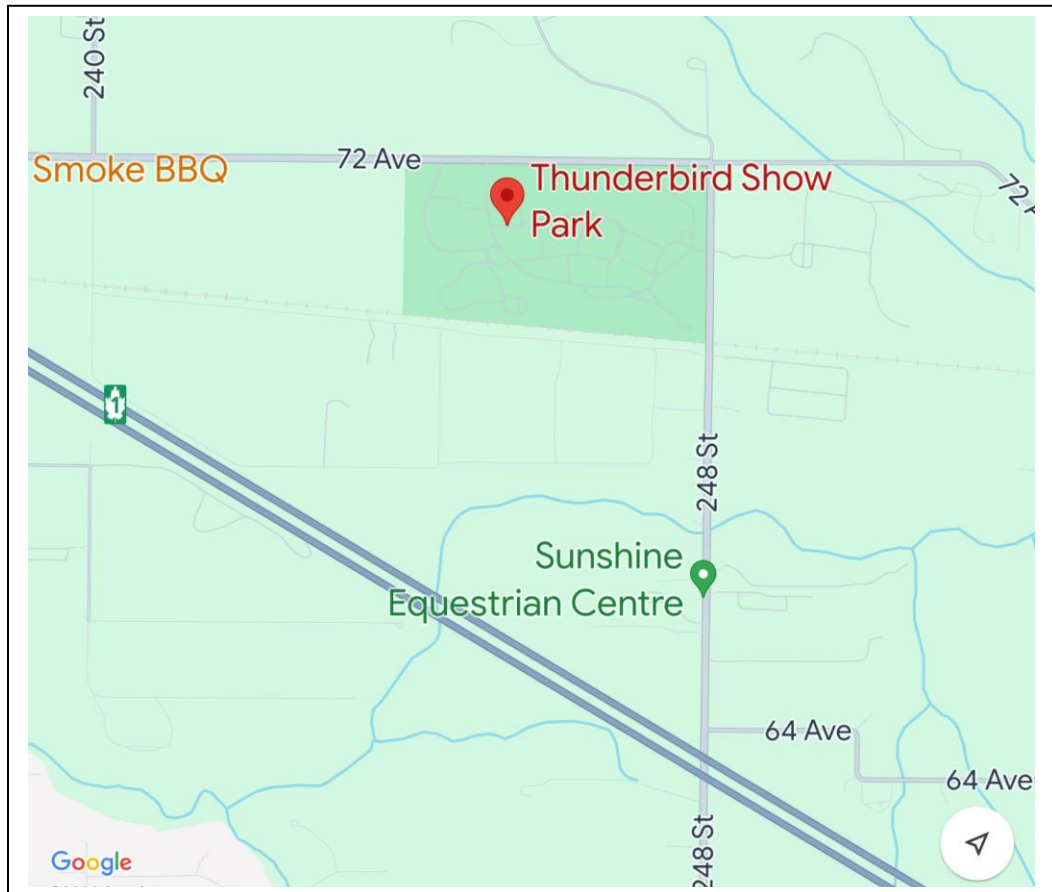 240 St
Smoke BBQ
72 Ave
Thunderbird Show
Park
1
248 St
Sunshine
Equestrian Centre
64 Ave
64 Ave
248 St
Google